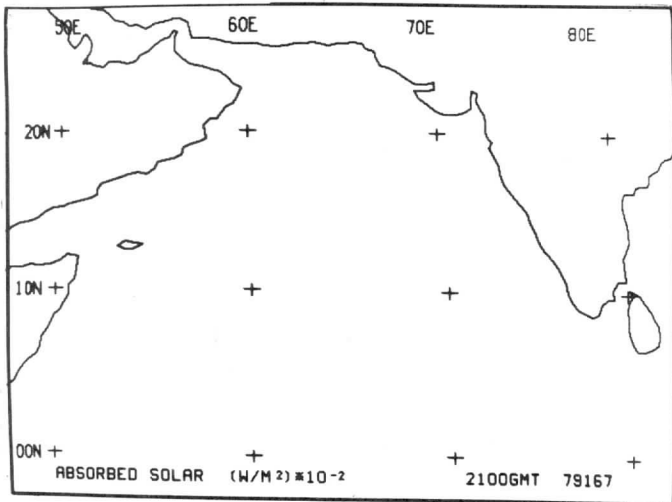 50E 60E 70E 80E
20N
10N
00N
ABSORBED SOLAR (W/M²)*10⁻² 2100GMT 79167